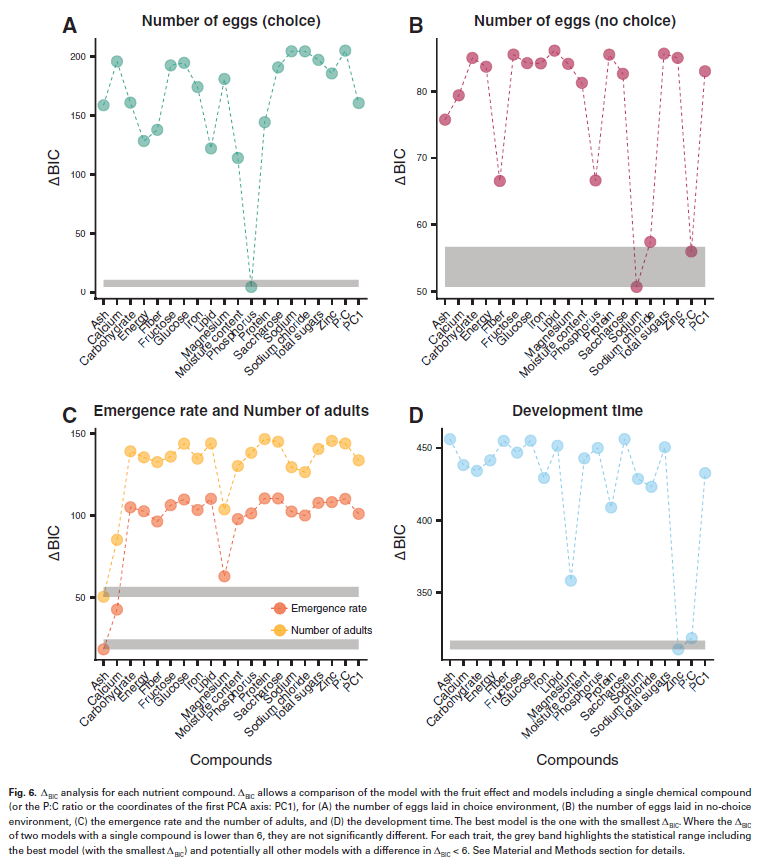 A Number of eggs (choice)
200
150
100
50
0
ΔBIC
Ash
Calcium
Carbohydrate
Energy
Fiber
Fructose
Glucose
Iron
Lipid
Magnesium
Moisture content
Phosphorus
Protein
Saccharose
Sodium
Sodium chloride
Total sugars
Zinc
P:C
PC1
B Number of eggs (no choice)
80
70
60
50
ΔBIC
Ash
Calcium
Carbohydrate
Energy
Fiber
Fructose
Glucose
Iron
Lipid
Magnesium
Moisture content
Phosphorus
Protein
Saccharose
Sodium
Sodium chloride
Total sugars
Zinc
P:C
PC1
C Emergence rate and Number of adults
150
100
50
ΔBIC
Emergence rate
Number of adults
Ash
Calcium
Carbohydrate
Energy
Fiber
Fructose
Glucose
Iron
Lipid
Magnesium
Moisture content
Phosphorus
Protein
Saccharose
Sodium
Sodium chloride
Total sugars
Zinc
P:C
PC1
Compounds
D Development time
450
400
350
ΔBIC
Ash
Calcium
Carbohydrate
Energy
Fiber
Fructose
Glucose
Iron
Lipid
Magnesium
Moisture content
Phosphorus
Protein
Saccharose
Sodium
Sodium chloride
Total sugars
Zinc
P:C
PC1
Compounds
Fig. 6. ΔBIC analysis for each nutrient compound. ΔBIC allows a comparison of the model with the fruit effect and models including a single chemical compound
(or the P:C ratio or the coordinates of the first PCA axis: PC1), for (A) the number of eggs laid in choice environment, (B) the number of eggs laid in no-choice
environment, (C) the emergence rate and the number of adults, and (D) the development time. The best model is the one with the smallest ΔBIC. Where the ΔBIC
of two models with a single compound is lower than 6, they are not significantly different. For each trait, the grey band highlights the statistical range including
the best model (with the smallest ΔBIC) and potentially all other models with a difference in ΔBIC < 6. See Material and Methods section for details.